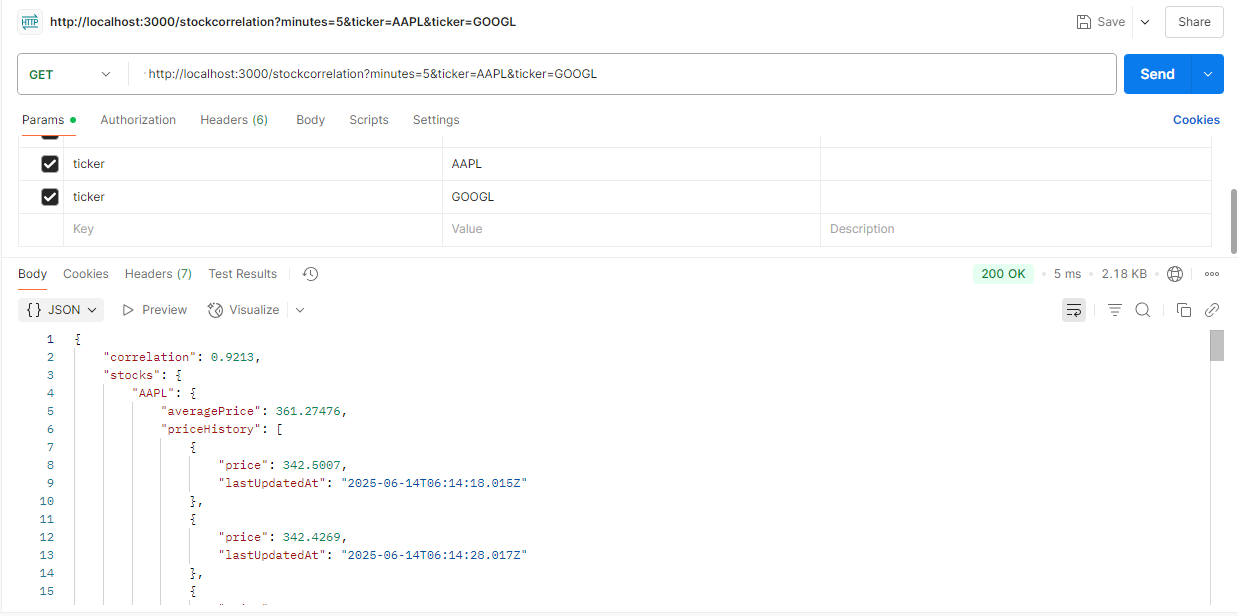 HTTP http://localhost:3000/stockcorrelation?minutes=5&ticker=AAPL&ticker=GOOGL Save Share
GET http://localhost:3000/stockcorrelation?minutes=5&ticker=AAPL&ticker=GOOGL Send
Params Authorization Headers (6) Body Scripts Settings Cookies
ticker AAPL
ticker GOOGL
Key Value Description
Body Cookies Headers (7) Test Results 200 OK 5 ms 2.18 KB
{} JSON Preview Visualize
1 {
2 "correlation": 0.9213,
3 "stocks": {
4 "AAPL": {
5 "averagePrice": 361.27476,
6 "priceHistory": [
7 {
8 "price": 342.5007,
9 "lastUpdatedAt": "2025-06-14T06:14:18.015Z"
10 },
11 {
12 "price": 342.4269,
13 "lastUpdatedAt": "2025-06-14T06:14:28.017Z"
14 },
15 {